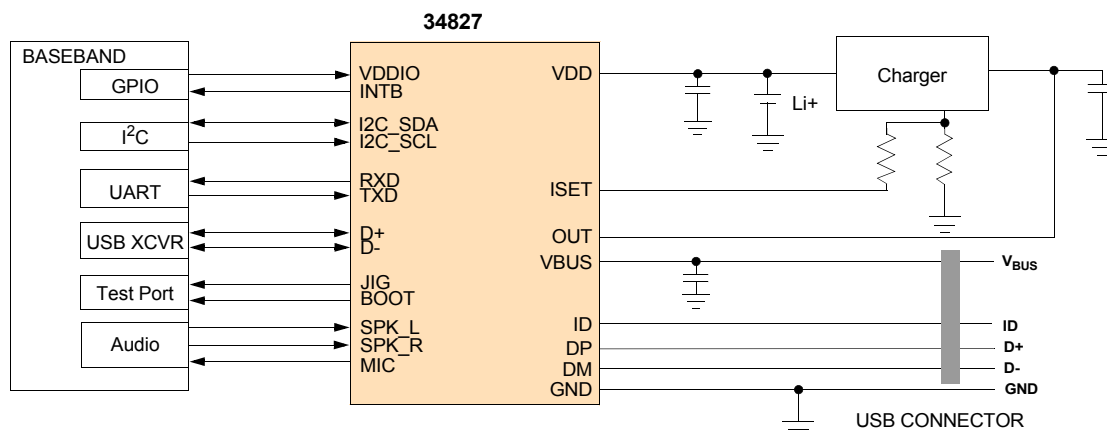 34827
BASEBAND
GPIO
I²C
UART
USB XCVR
Test Port
Audio
VDDIO
INTB
I2C_SDA
I2C_SCL
RXD
TXD
D+
D-
JIG
BOOT
SPK_L
SPK_R
MIC
VDD
ISET
OUT
VBUS
ID
DP
DM
GND
Li+
Charger
VBUS
ID
D+
D-
GND
USB CONNECTOR